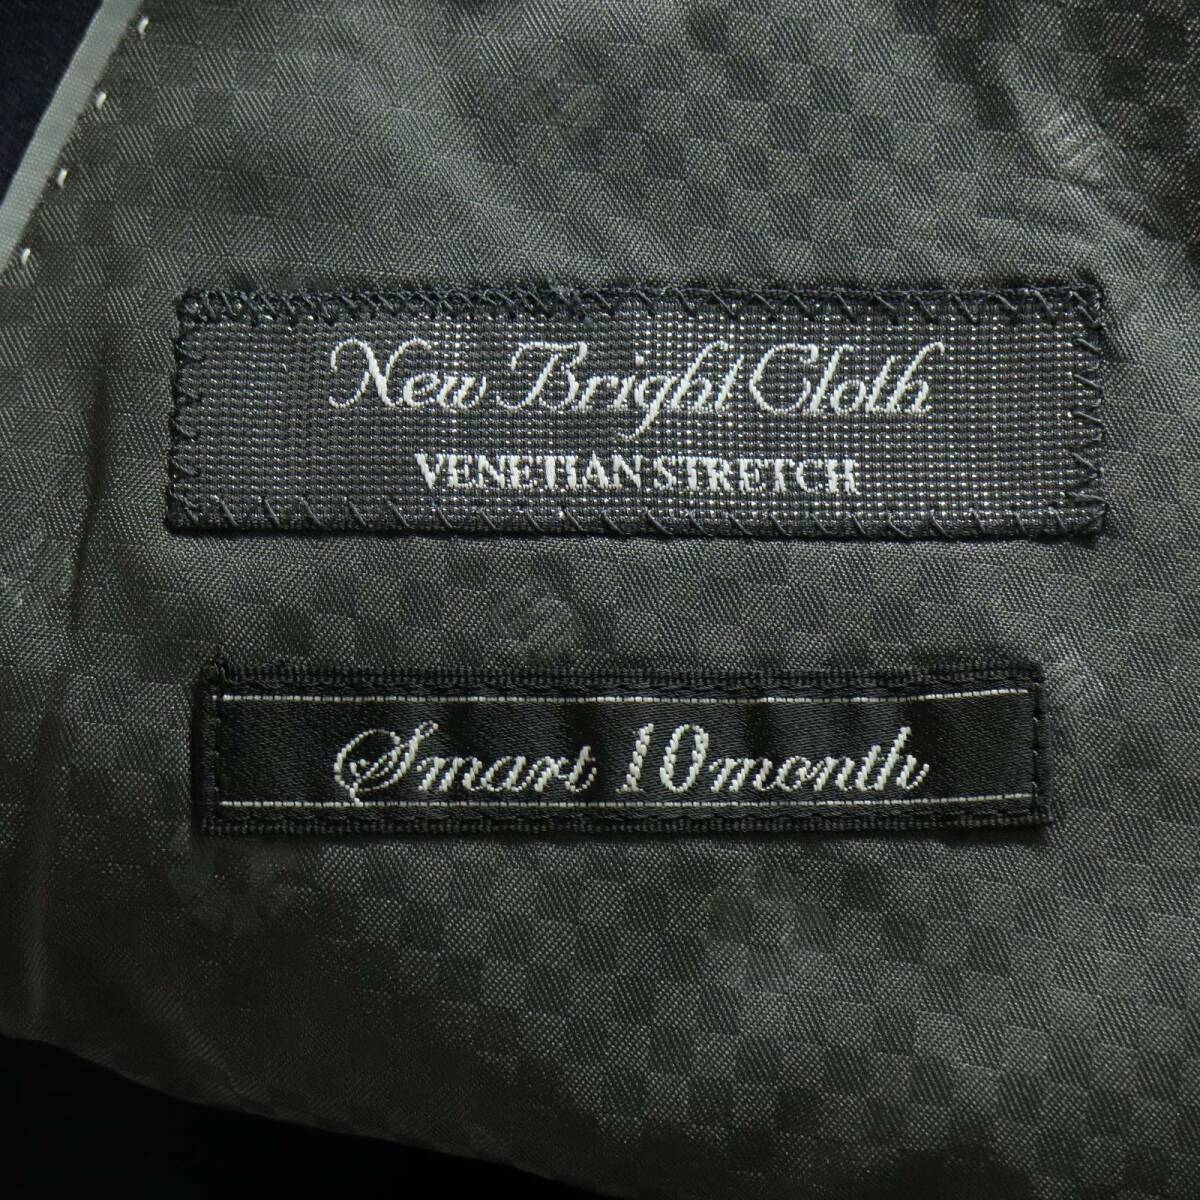 New Bright Cloth
VENETIAN STRETCH
Smart 10month